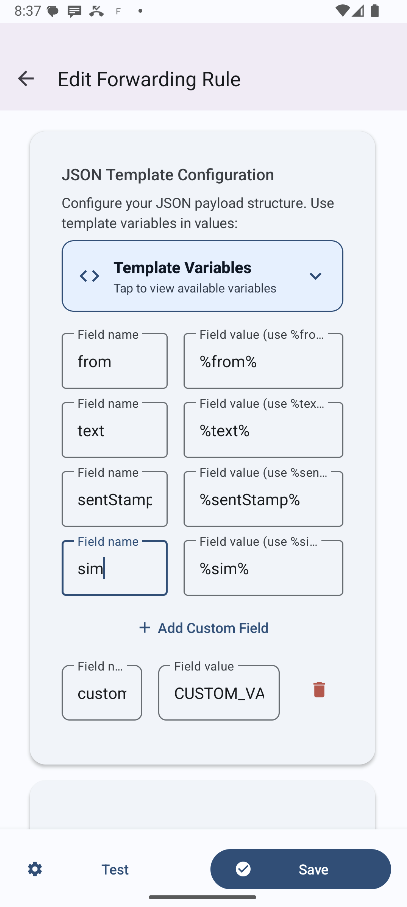 8:37 F
Edit Forwarding Rule
JSON Template Configuration
Configure your JSON payload structure. Use
template variables in values:
Template Variables
Tap to view available variables
Field name Field value (use %fro...
from %from%
Field name Field value (use %tex...
text %text%
Field name Field value (use %sen...
sentStamp %sentStamp%
Field name Field value (use %si...
sim %sim%
+ Add Custom Field
Field n... Field value
custom CUSTOM_VA
Test Save